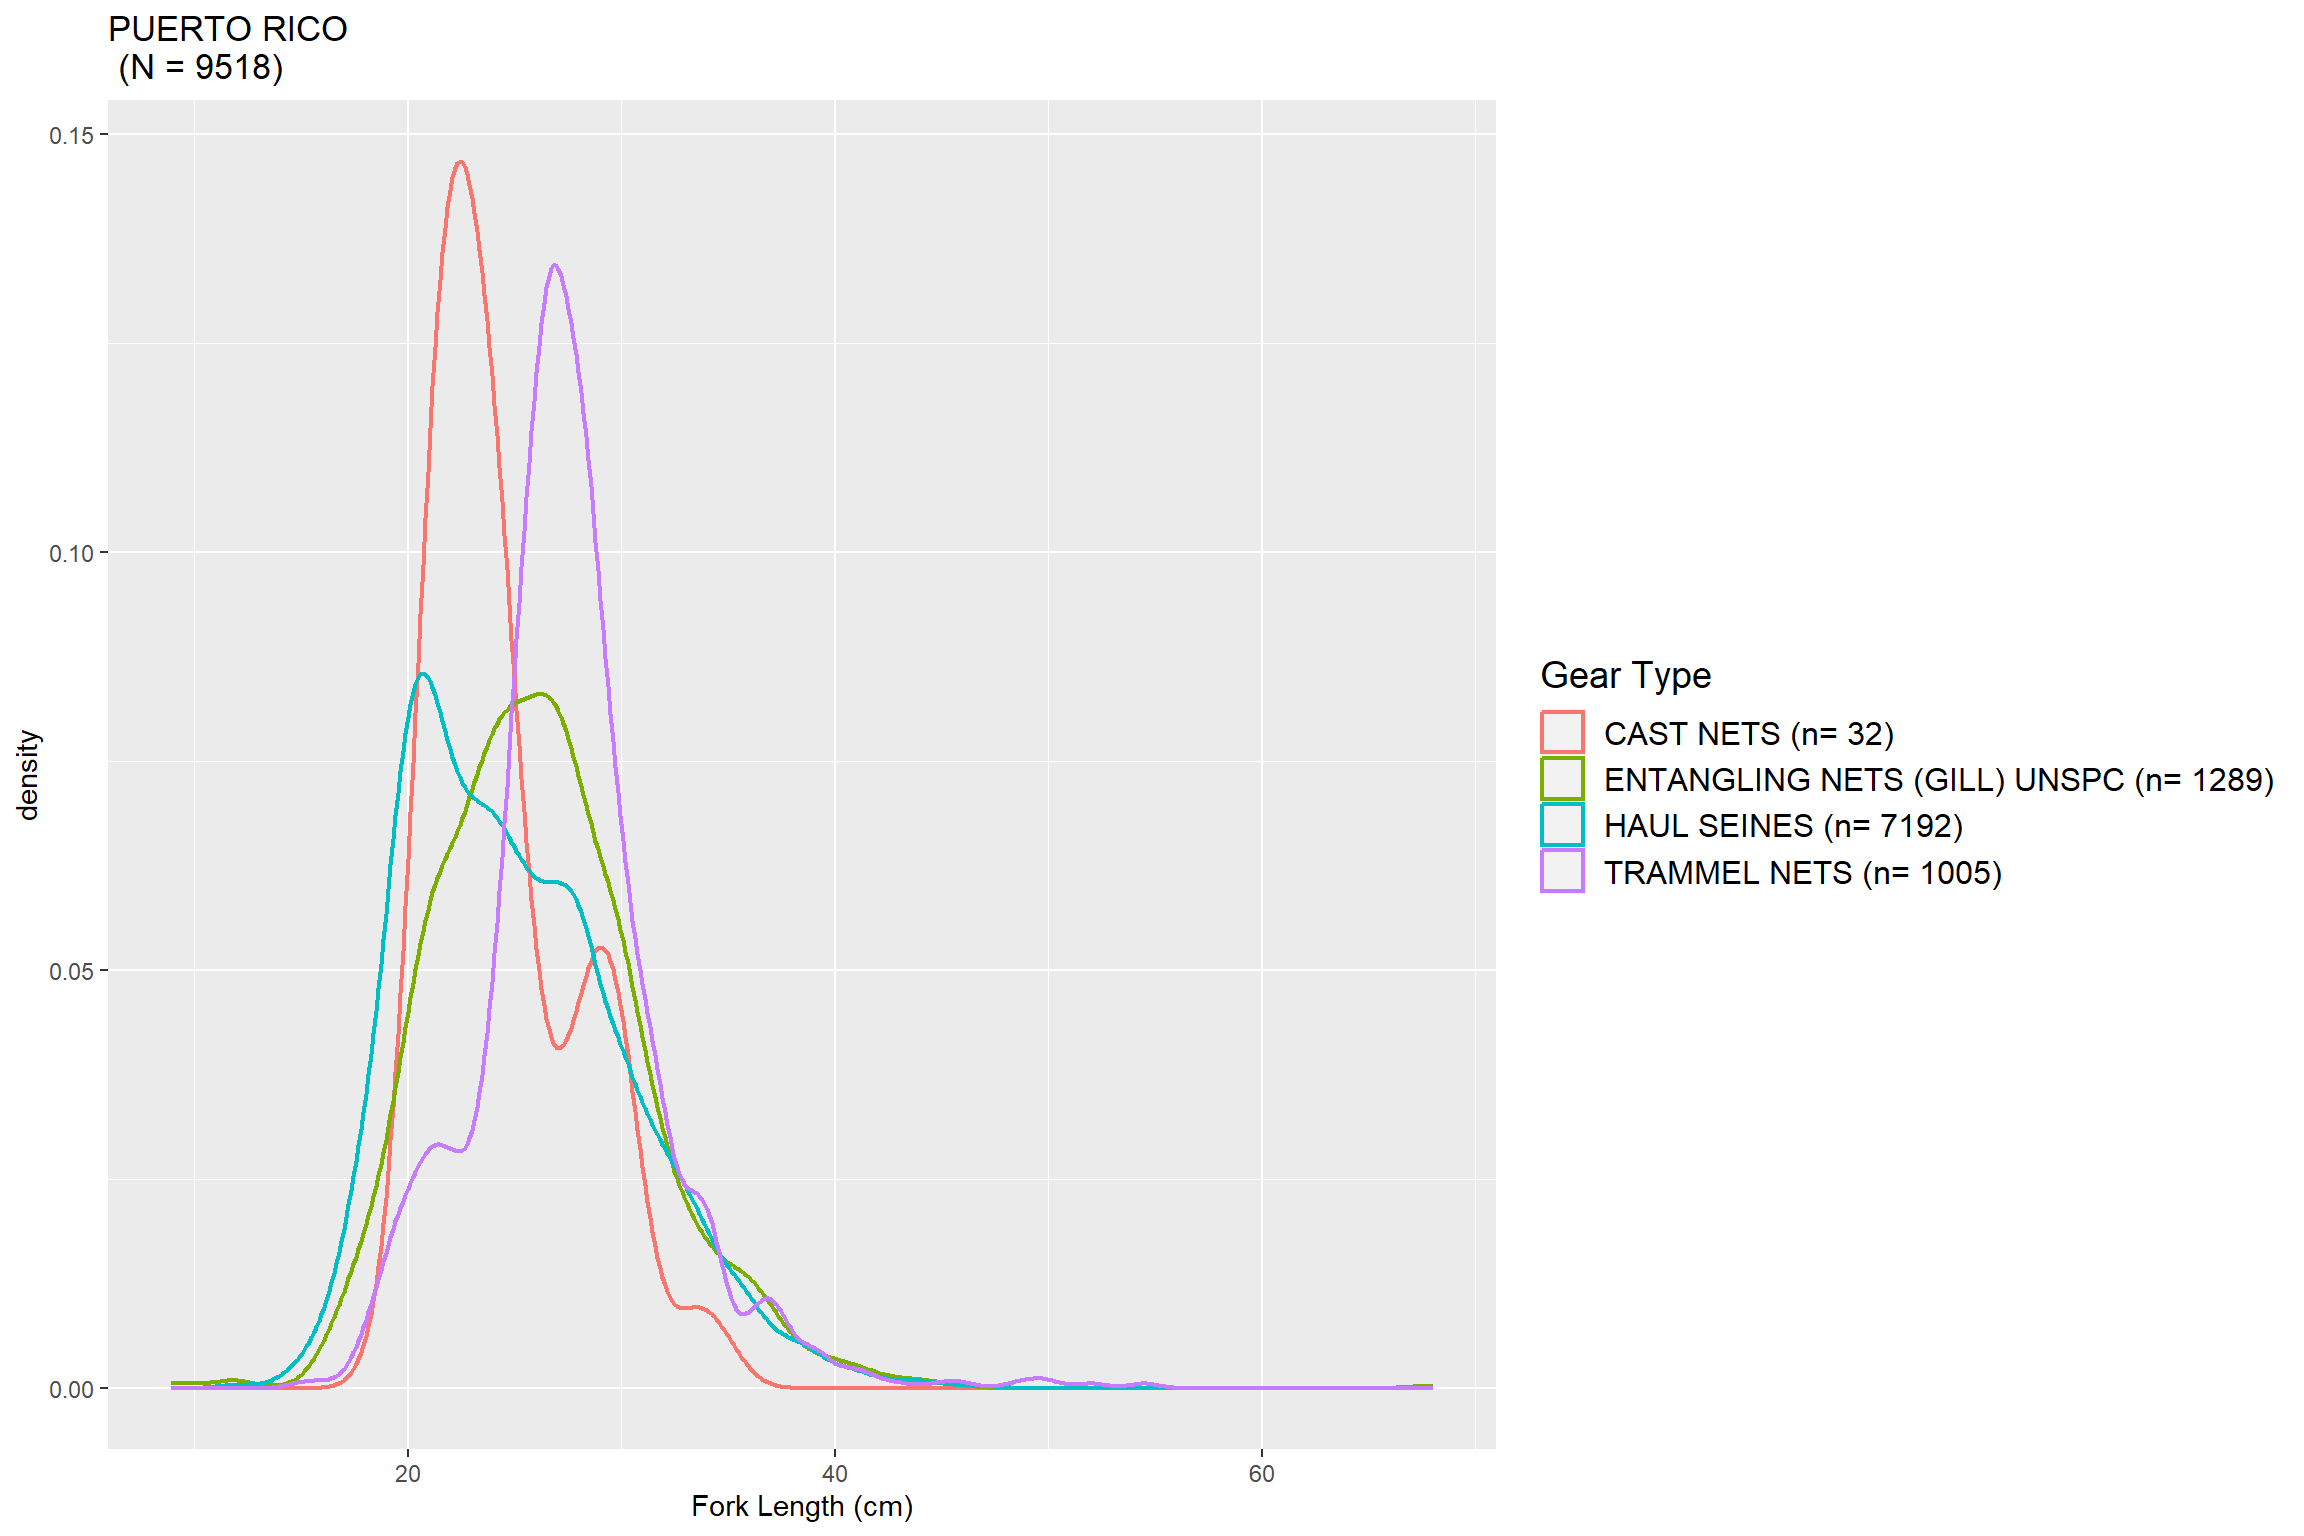 PUERTO RICO
(N = 9518)
0.15
0.10
0.05
0.00
density
20
40
60
Fork Length (cm)
Gear Type
CAST NETS (n= 32)
ENTANGLING NETS (GILL) UNSPC (n= 1289)
HAUL SEINES (n= 7192)
TRAMMEL NETS (n= 1005)